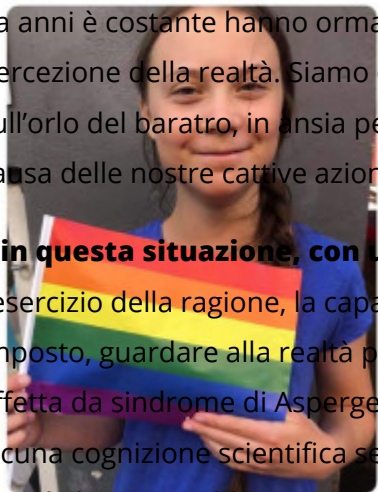 a anni è costante hanno orma
ercezione della realtà. Siamo
ull'orlo del baratro, in ansia pe
ausa delle nostre cattive azion
in questa situazione, con u
esercizio della ragione, la capa
mposto, guardare alla realtà p
ffetta da sindrome di Asperge
cuna cognizione scientifica se